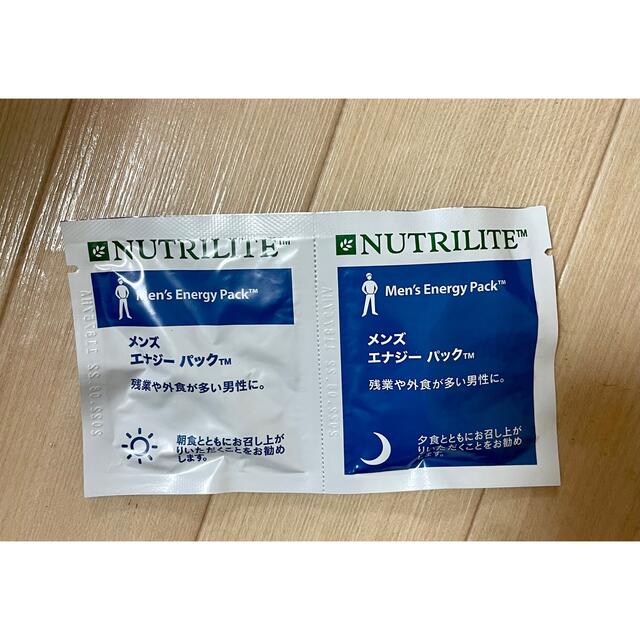 NUTRILITE™
Men's Energy Pack™
メンズ
エナジー パック™
残業や外食が多い男性に。
朝食とともにお召し上が
りいただくことをお勧め
します。
NUTRILITE™
Men's Energy Pack™
メンズ
エナジー パック™
残業や外食が多い男性に。
夕食とともにお召し上が
りいただくことをお勧め
します。